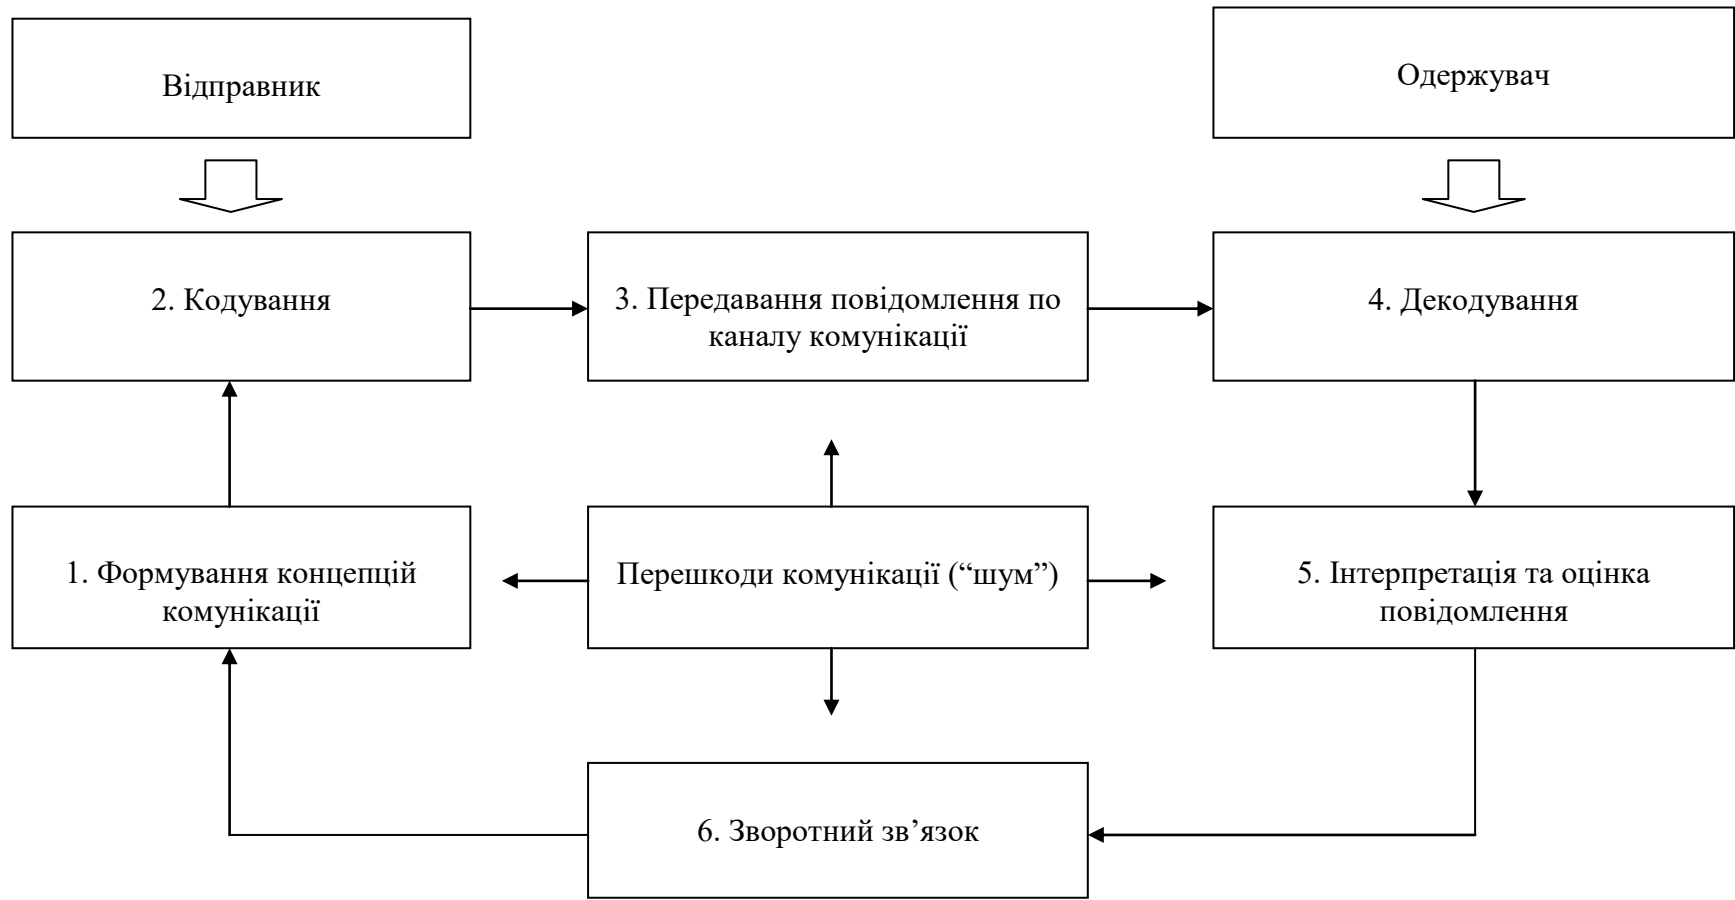 Відправник
Одержувач
2. Кодування
3. Передавання повідомлення по
каналу комунікації
4. Декодування
1. Формування концепцій
комунікації
Перешкоди комунікації (“шум”)
5. Інтерпретація та оцінка
повідомлення
6. Зворотний зв’язок